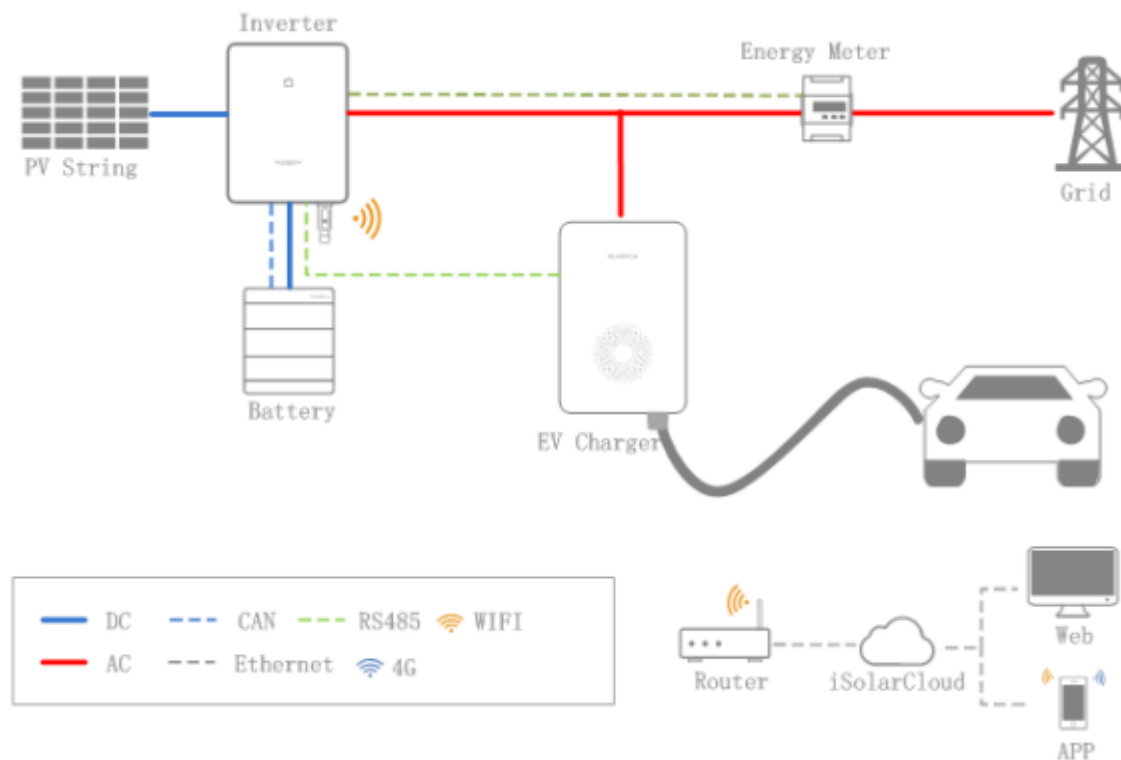 Inverter
Energy Meter
PV String
Grid
Battery
EV Charger
DC
CAN
RS485
WIFI
AC
Ethernet
4G
Router
iSolarCloud
Web
APP